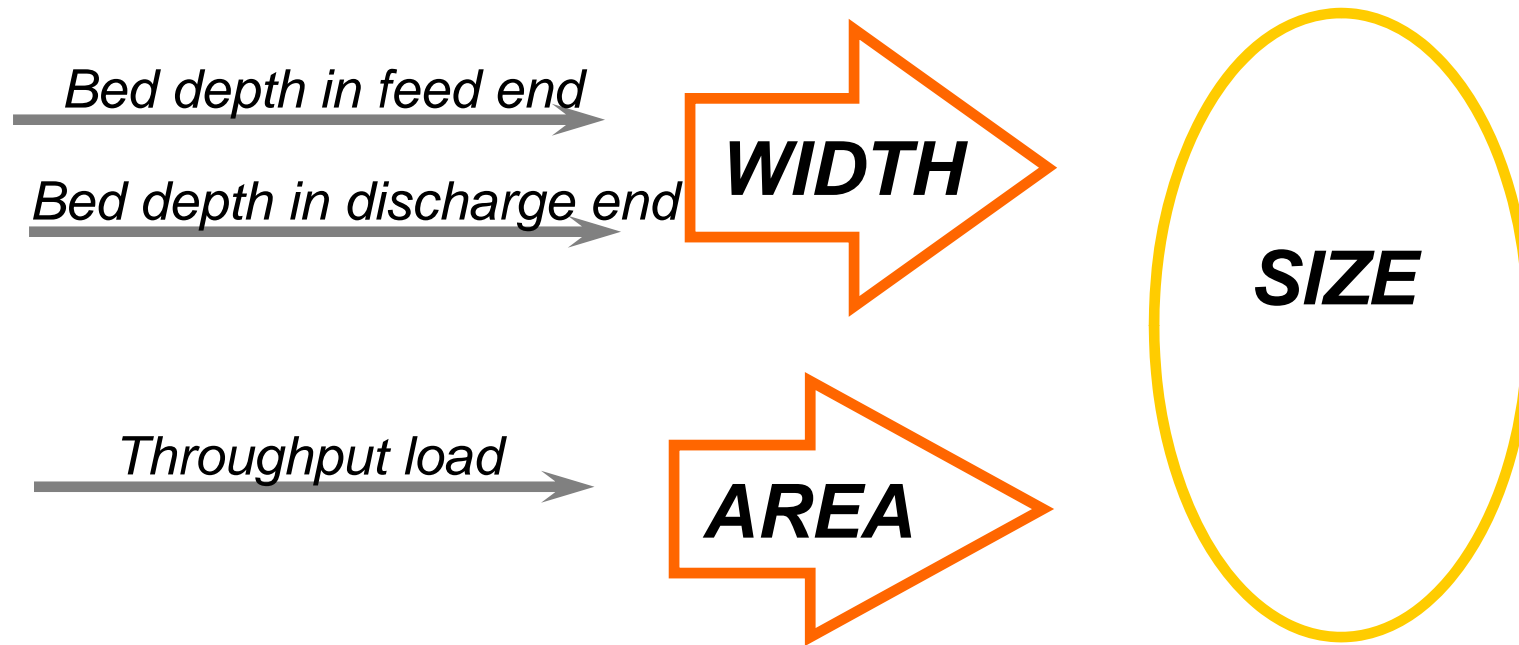 Bed depth in feed end
Bed depth in discharge end
WIDTH
SIZE
Throughput load
AREA